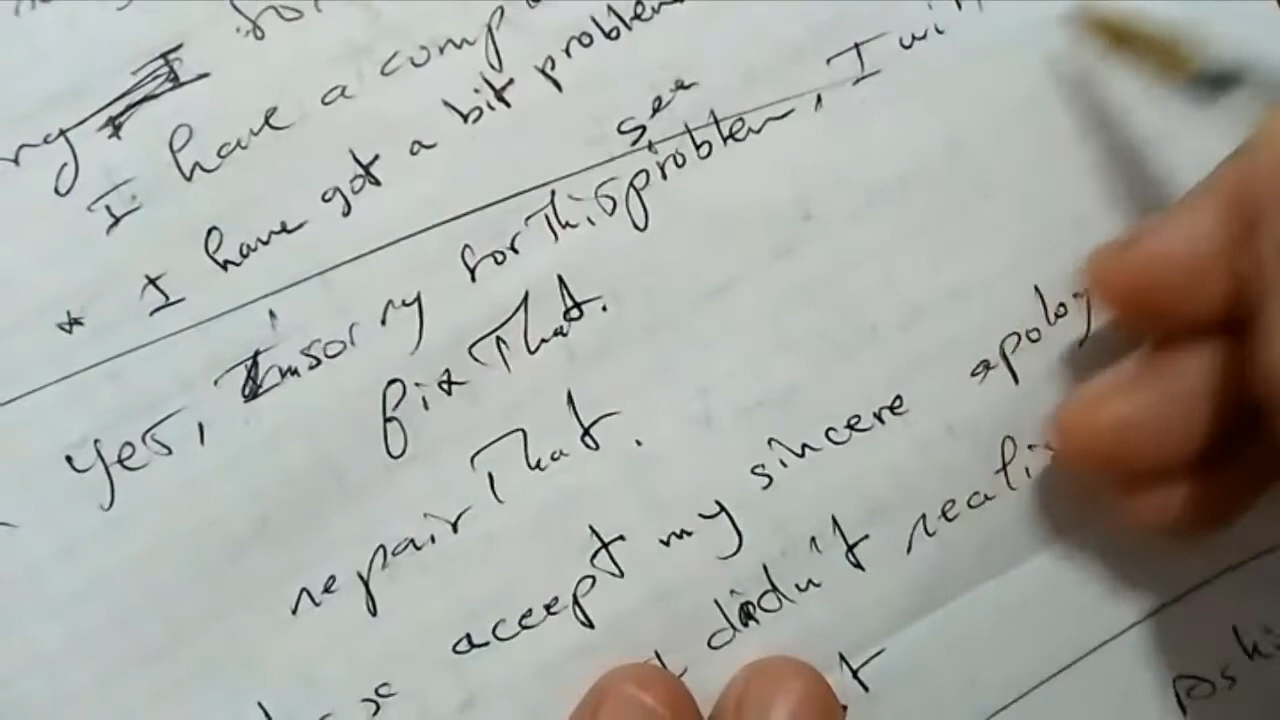 I have a comp
* I have got a bit problem
see
Yes, I'm sorry for this problem, I wi
fix That.
repair That.
accept my sincere apolog
didn't reali